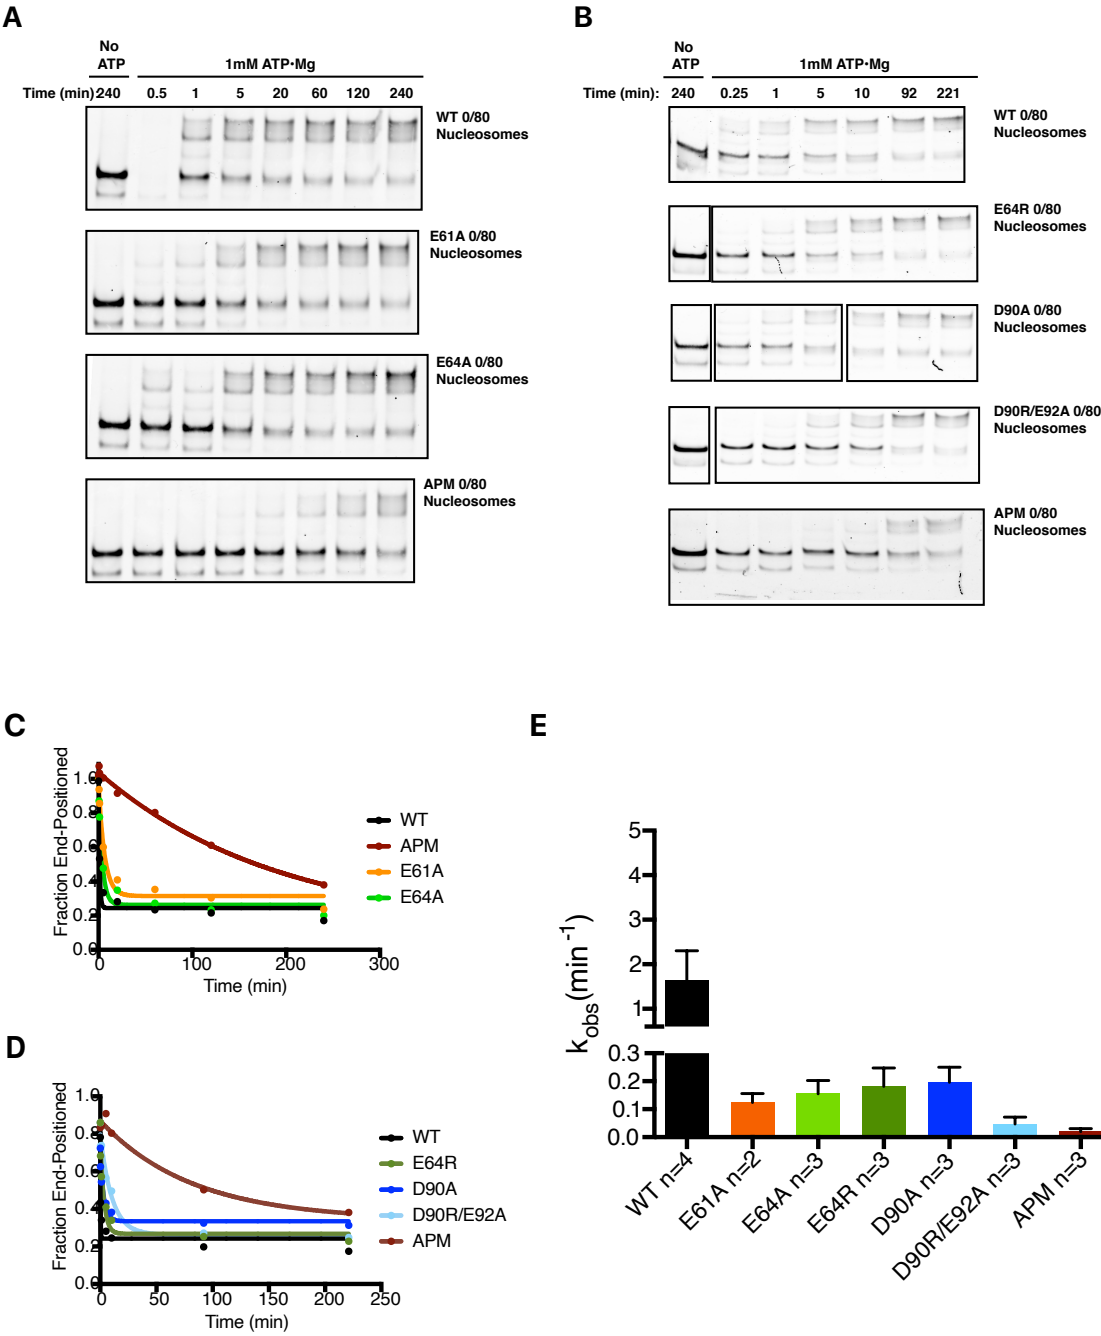 A
No
ATP
1mM ATP•Mg
Time (min) 240 0.5 1 5 20 60 120 240
WT 0/80
Nucleosomes
E61A 0/80
Nucleosomes
E64A 0/80
Nucleosomes
APM 0/80
Nucleosomes
B
No
ATP
1mM ATP•Mg
Time (min): 240 0.25 1 5 10 92 221
WT 0/80
Nucleosomes
E64R 0/80
Nucleosomes
D90A 0/80
Nucleosomes
D90R/E92A 0/80
Nucleosomes
APM 0/80
Nucleosomes
C
Fraction End-Positioned
1.0
0.8
0.6
0.4
0.2
0.0
0 100 200 300
Time (min)
WT
APM
E61A
E64A
D
Fraction End-Positioned
1.0
0.8
0.6
0.4
0.2
0.0
0 50 100 150 200 250
Time (min)
WT
E64R
D90A
D90R/E92A
APM
E
kobs(min-1)
5
4
3
2
1
0.3
0.2
0.1
0.0
WT n=4
E61A n=2
E64A n=3
E64R n=3
D90A n=3
D90R/E92A n=3
APM n=3